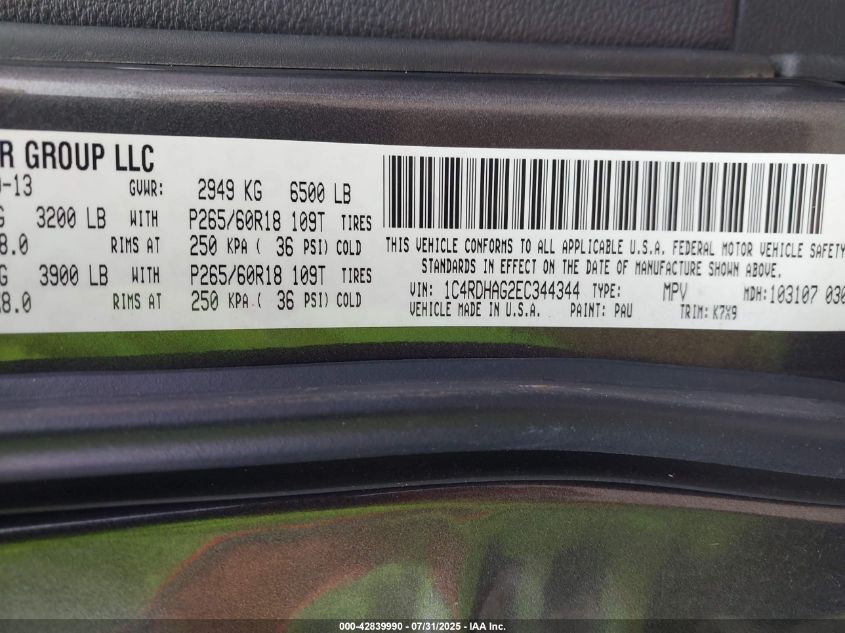 R GROUP LLC
-13 GVWR: 2949 KG 6500 LB
G 3200 LB WITH P265/60R18 109T TIRES
8.0 RIMS AT 250 KPA ( 36 PSI) COLD
G 3900 LB WITH P265/60R18 109T TIRES
8.0 RIMS AT 250 KPA ( 36 PSI) COLD
THIS VEHICLE CONFORMS TO ALL APPLICABLE U.S.A. FEDERAL MOTOR VEHICLE SAFETY
STANDARDS IN EFFECT ON THE DATE OF MANUFACTURE SHOWN ABOVE.
VIN: 1C4RDHAG2EC344344 TYPE: MPV MDH: 103107 030
VEHICLE MADE IN U.S.A. PAINT: PAU TRIM: K7X9
000-42839990 - 07/31/2025 - IAA Inc.